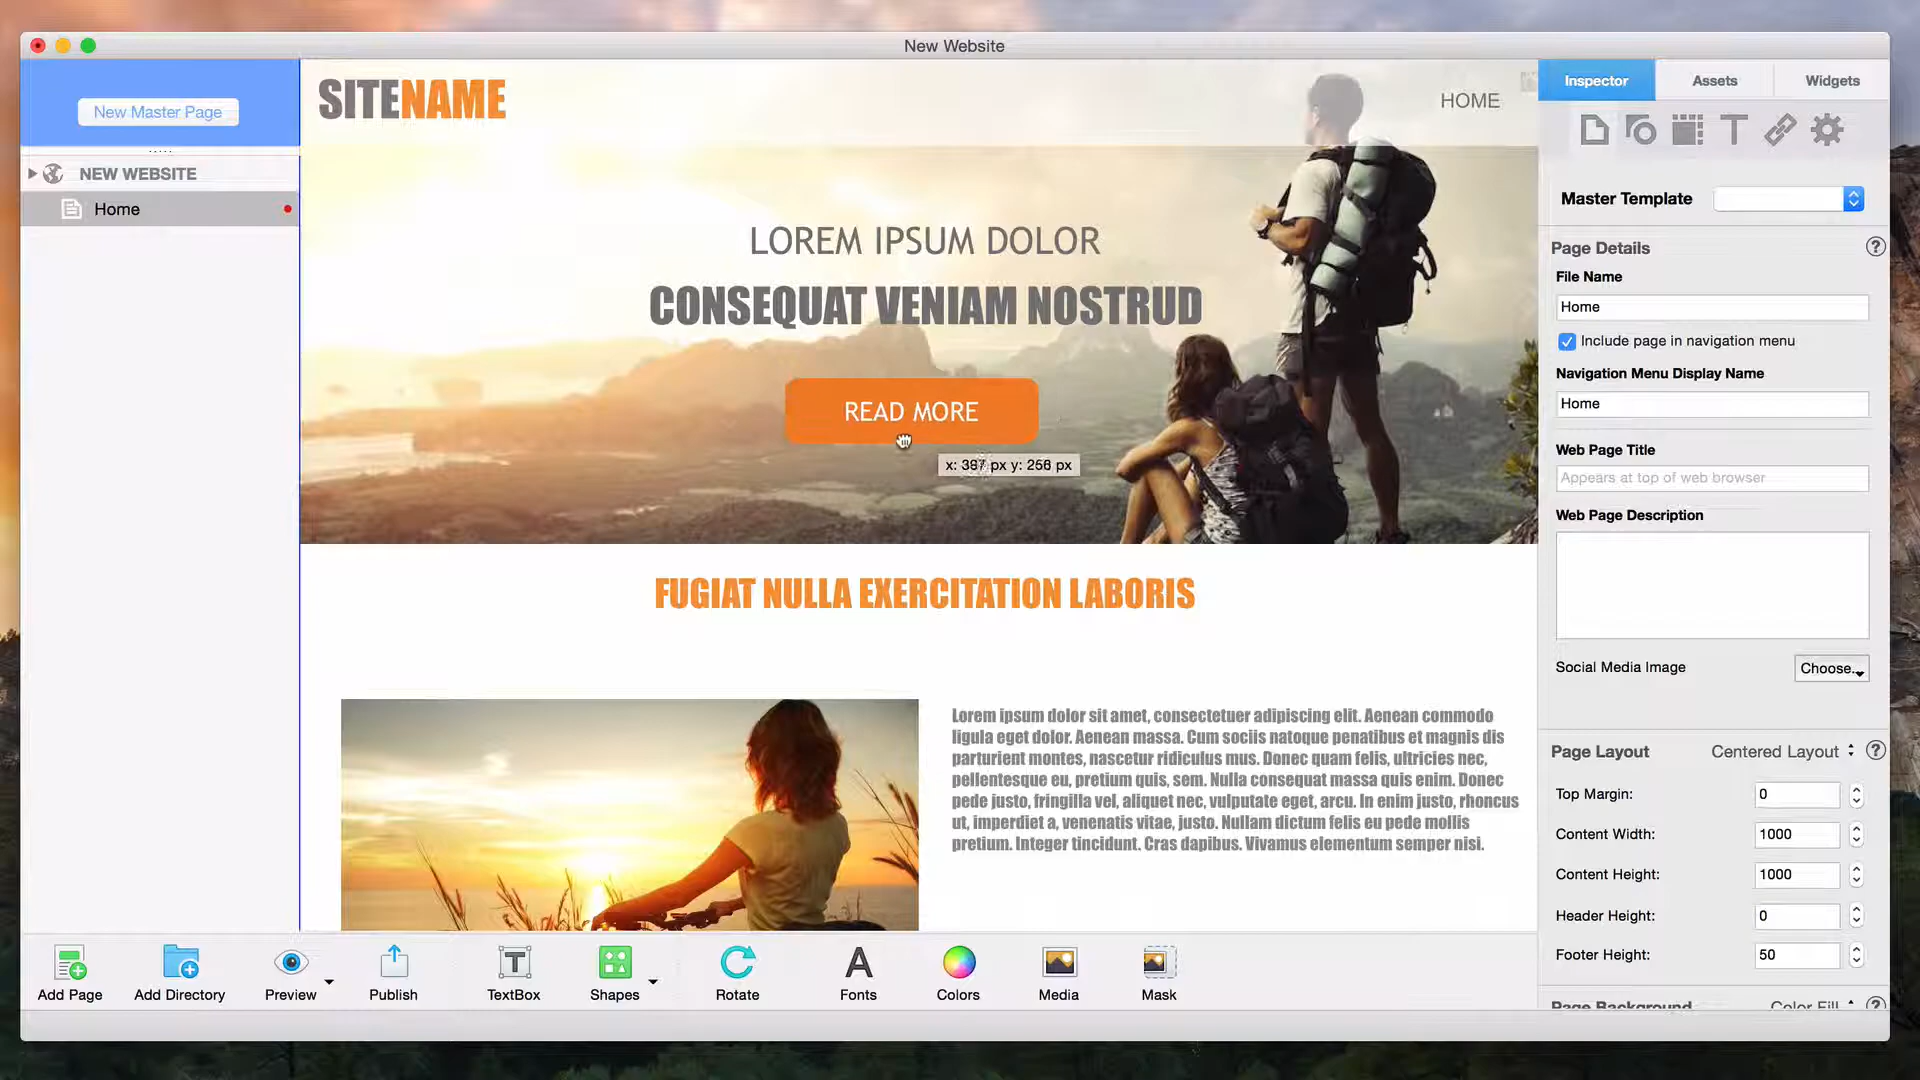 New Website
New Master Page
NEW WEBSITE
Home
SITENAME
HOME
LOREM IPSUM DOLOR
CONSEQUAT VENIAM NOSTRUD
READ MORE
px y: px
FUGIAT NULLA EXERCITATION LABORIS
Lorem ipsum dolor sit amet, consectetuer adipiscing elit. Aenean commodo
ligula eget dolor. Aenean massa. Cum sociis natoque penatibus et magnis dis
parturient montes, nascetur ridiculus mus. Donec quam felis, ultricies nec,
pellentesque eu, pretium quis, sem. Nulla consequat massa quis enim. Donec
pede justo, fringilla vel, aliquet nec, vulputate eget, arcu. In enim justo, rhoncus
ut, imperdiet a, venenatis vitae, justo. Nullam dictum felis eu pede mollis
pretium. Integer tincidunt. Cras dapibus. Vivamus elementum semper nisi.
Add Page
Add Directory
Preview
Publish
TextBox
Shapes
Rotate
Fonts
Colors
Media
Mask
Inspector
Assets
Widgets
Master Template
Page Details
File Name
Home
Include page in navigation menu
Navigation Menu Display Name
Home
Web Page Title
Appears at top of web browser
Web Page Description
Social Media Image
Choose..
Page Layout
Centered Layout
Top Margin: 0
Content Width: 1000
Content Height: 1000
Header Height: 0
Footer Height: 50
Page Background
Color Fill